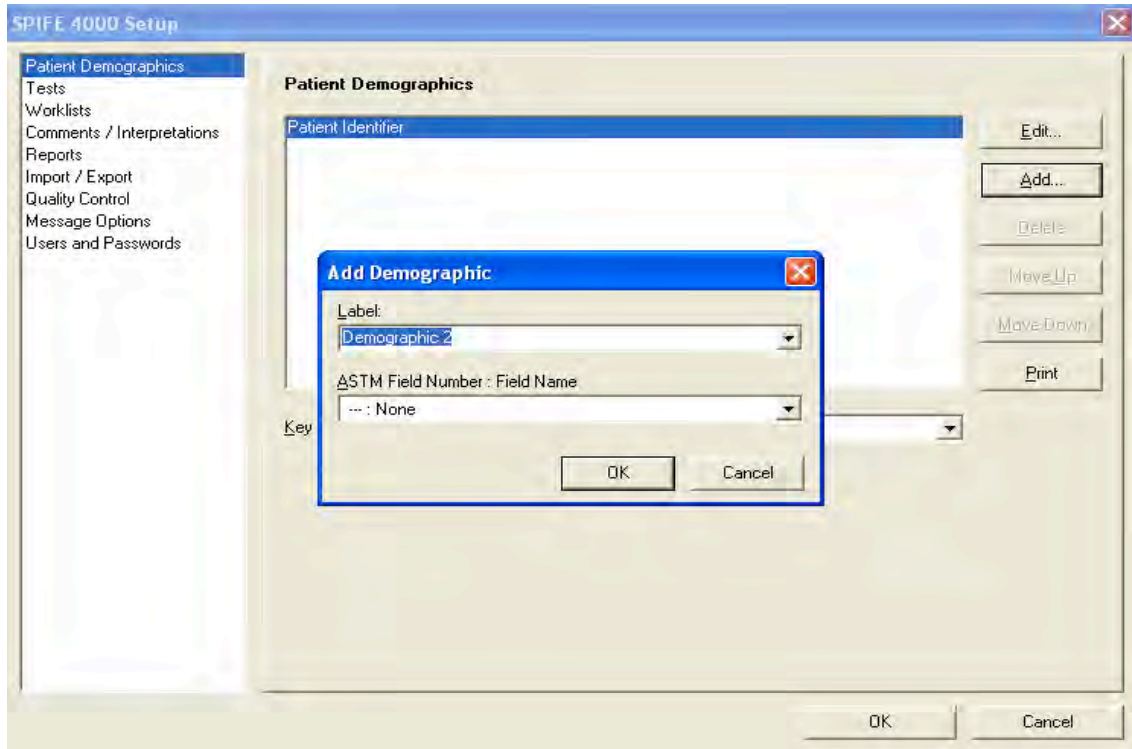 SPIFE 4000 Setup
Patient Demographics
Tests
Worklists
Comments / Interpretations
Reports
Import / Export
Quality Control
Message Options
Users and Passwords
Patient Demographics
Patient Identifier
Edit...
Add...
Delete
Move Up
Move Down
Print
Key
Add Demographic
Label:
Demographic 2
ASTM Field Number : Field Name
--- : None
OK
Cancel
OK
Cancel